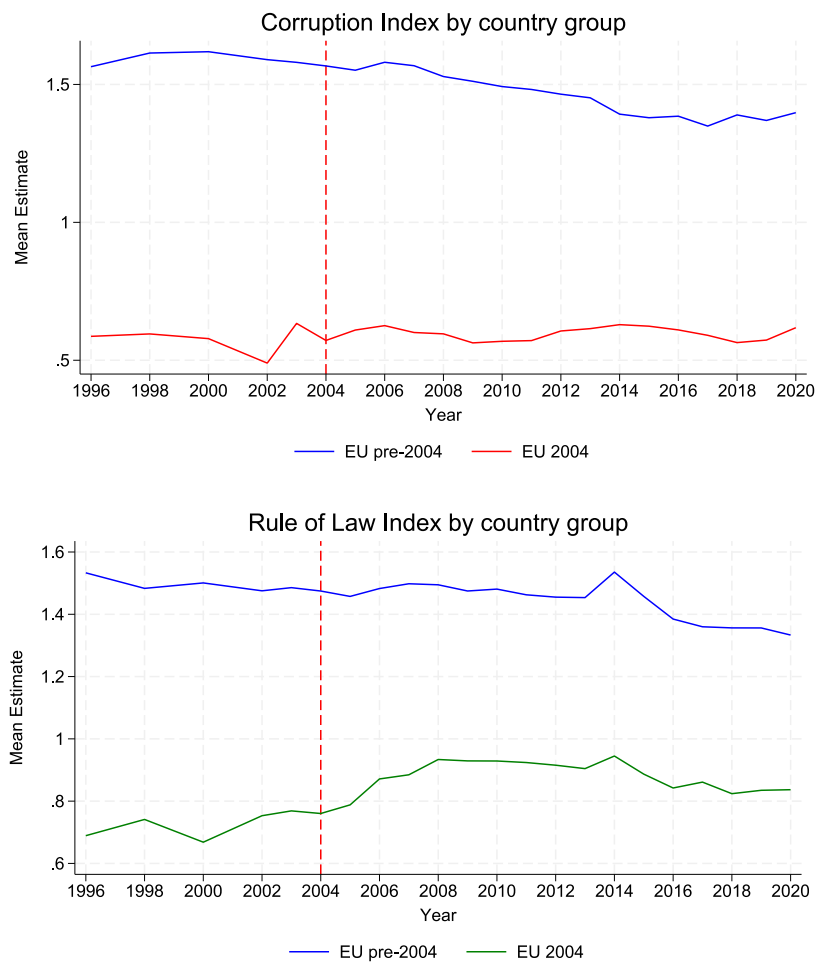 Corruption Index by country group
Mean Estimate
1.5
1
.5
1996 1998 2000 2002 2004 2006 2008 2010 2012 2014 2016 2018 2020
Year
EU pre-2004 EU 2004
Rule of Law Index by country group
Mean Estimate
1.6
1.4
1.2
1
.8
.6
1996 1998 2000 2002 2004 2006 2008 2010 2012 2014 2016 2018 2020
Year
EU pre-2004 EU 2004